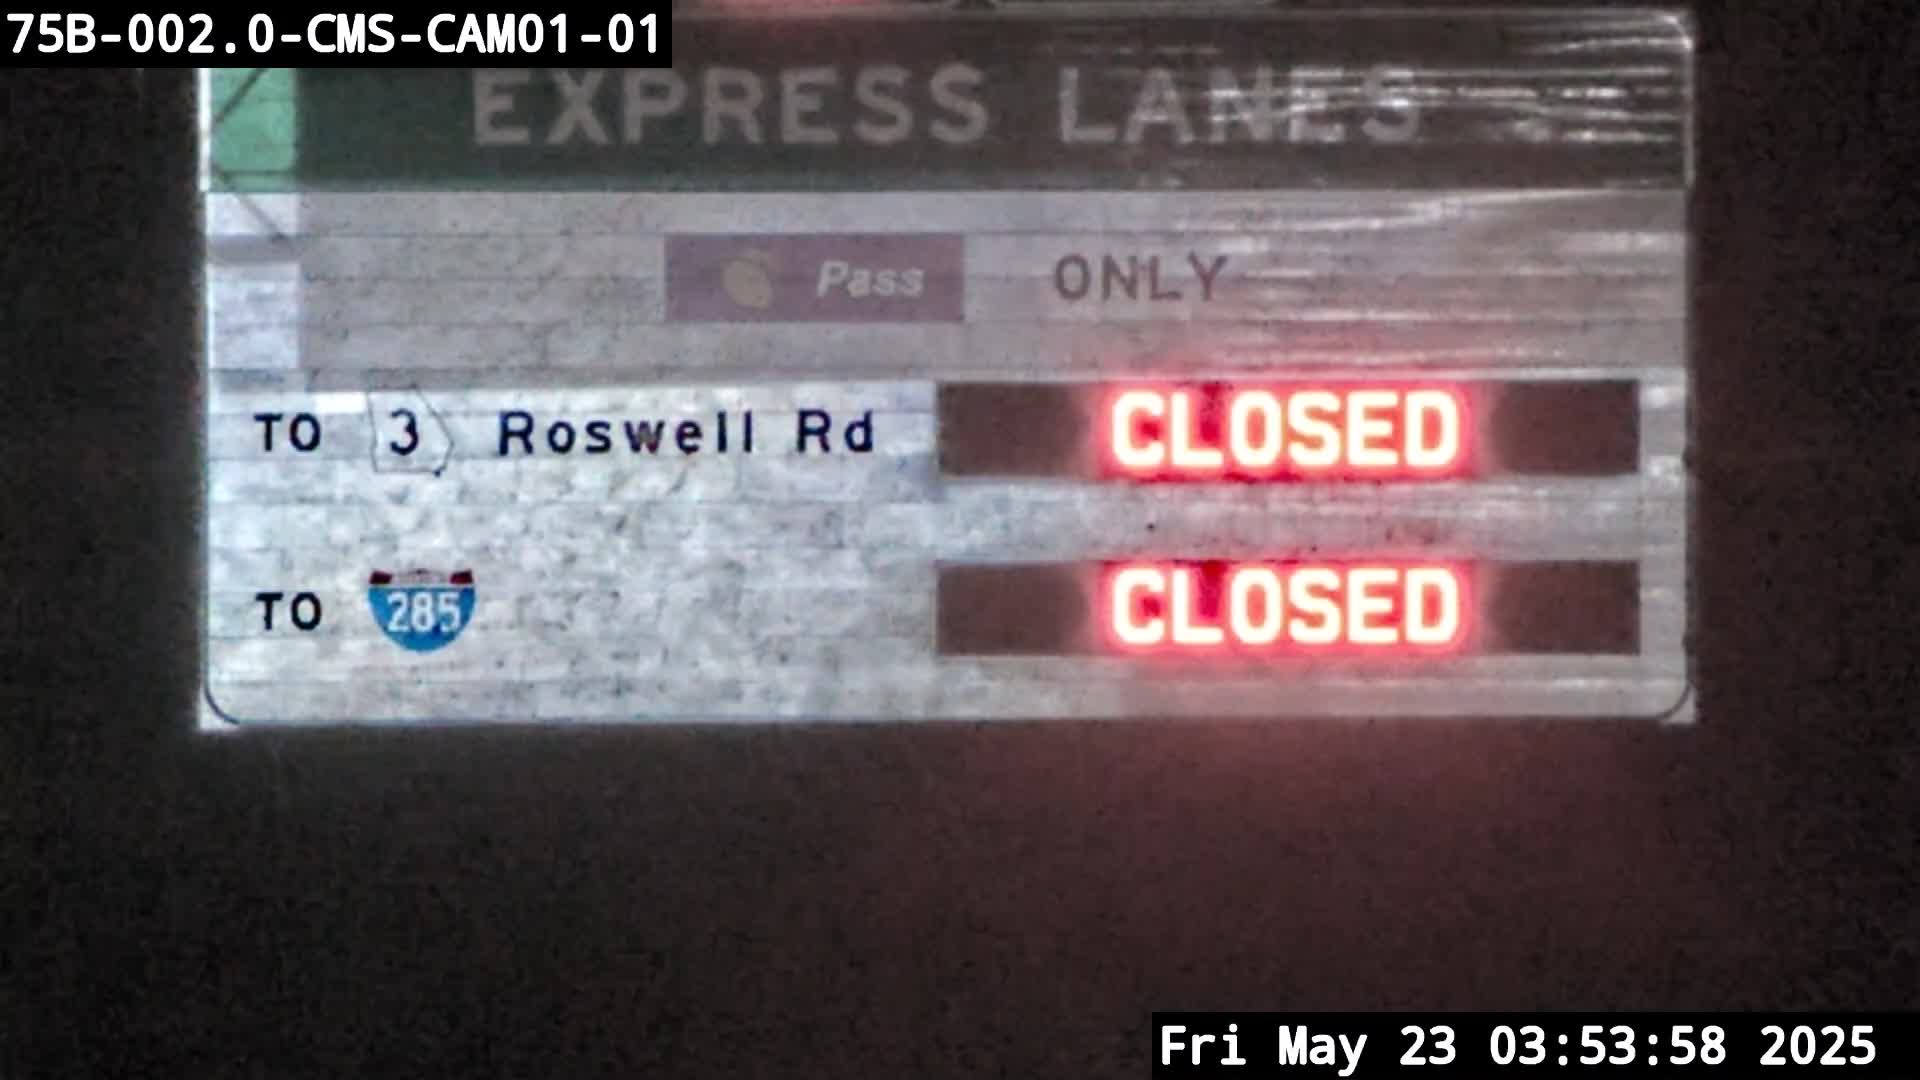 75B-002.0-CMS-CAM01-01
EXPRESS LANES
Pass ONLY
TO 3 Roswell Rd CLOSED
TO 285 CLOSED
Fri May 23 03:53:58 2025